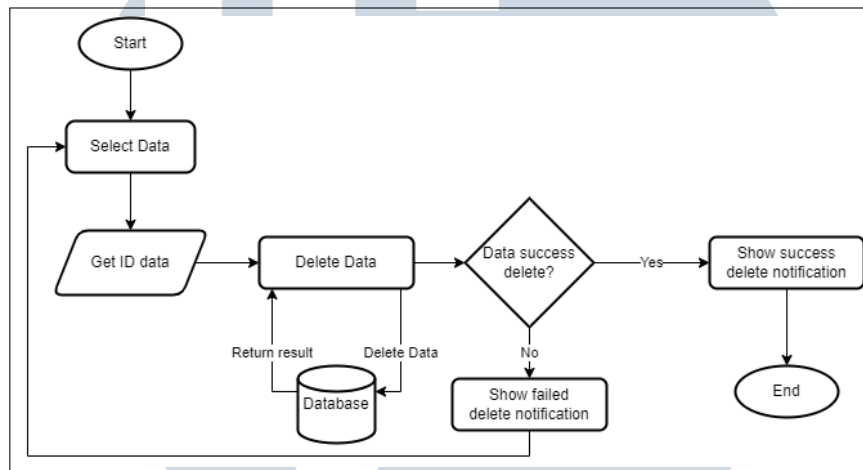 Start
Select Data
Get ID data
Delete Data
Data success
delete?
Yes
Show success
delete notification
Return result
Delete Data
No
Database
Show failed
delete notification
End